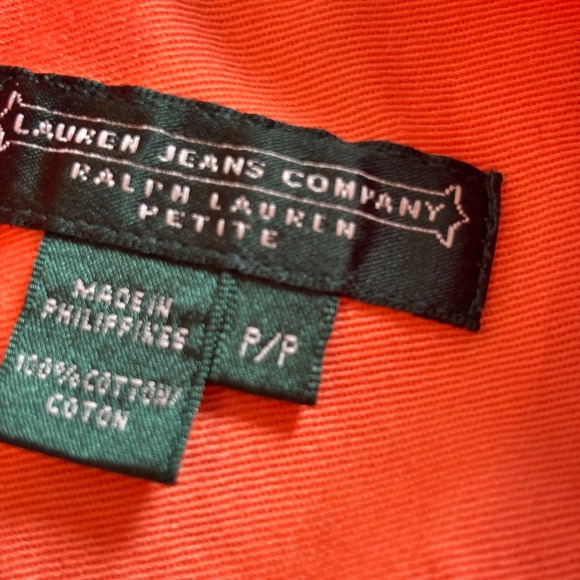 LAUREN JEANS COMPANY
RALPH LAUREN
PETITE
MADE IN
PHILIPPINES
100% COTTON/
COTON
P/P